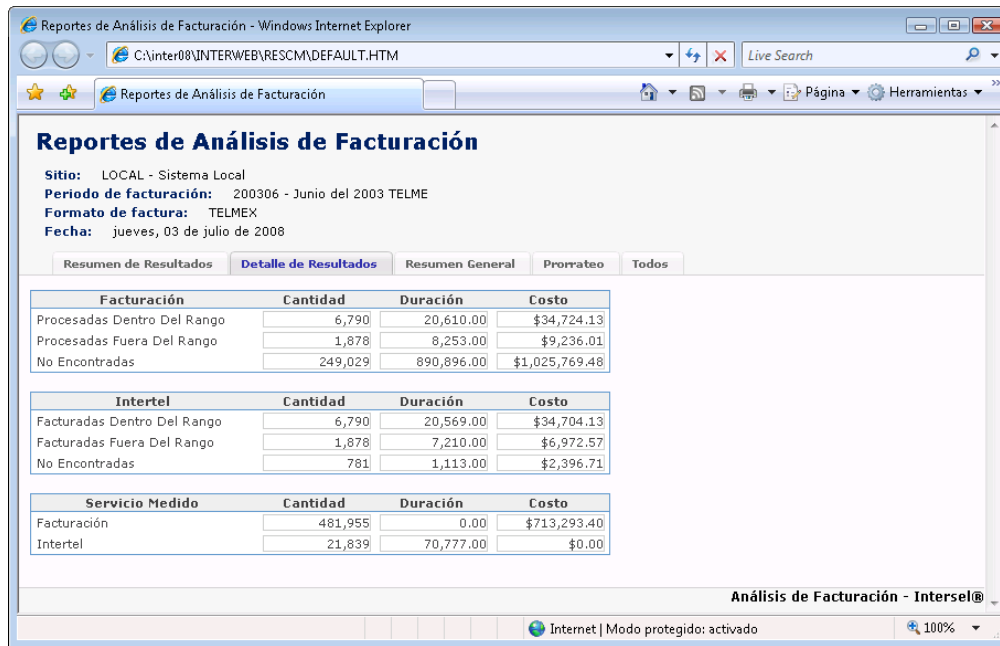 Reportes de Análisis de Facturación - Windows Internet Explorer
C:\inter08\INTERWEB\RESCM\DEFAULT.HTM
Live Search
Reportes de Análisis de Facturación
Página
Herramientas
Reportes de Análisis de Facturación
Sitio: LOCAL - Sistema Local
Periodo de facturación: 200306 - Junio del 2003 TELME
Formato de factura: TELMEX
Fecha: jueves, 03 de julio de 2008
Resumen de Resultados Detalle de Resultados Resumen General Prorrateo Todos
Facturación Cantidad Duración Costo
Procesadas Dentro Del Rango 6,790 20,610.00 $34,724.13
Procesadas Fuera Del Rango 1,878 8,253.00 $9,236.01
No Encontradas 249,029 890,896.00 $1,025,769.48
Intertel Cantidad Duración Costo
Facturadas Dentro Del Rango 6,790 20,569.00 $34,704.13
Facturadas Fuera Del Rango 1,878 7,210.00 $6,972.57
No Encontradas 781 1,113.00 $2,396.71
Servicio Medido Cantidad Duración Costo
Facturación 481,955 0.00 $713,293.40
Intertel 21,839 70,777.00 $0.00
Análisis de Facturación - Intersel®
Internet | Modo protegido: activado
100%